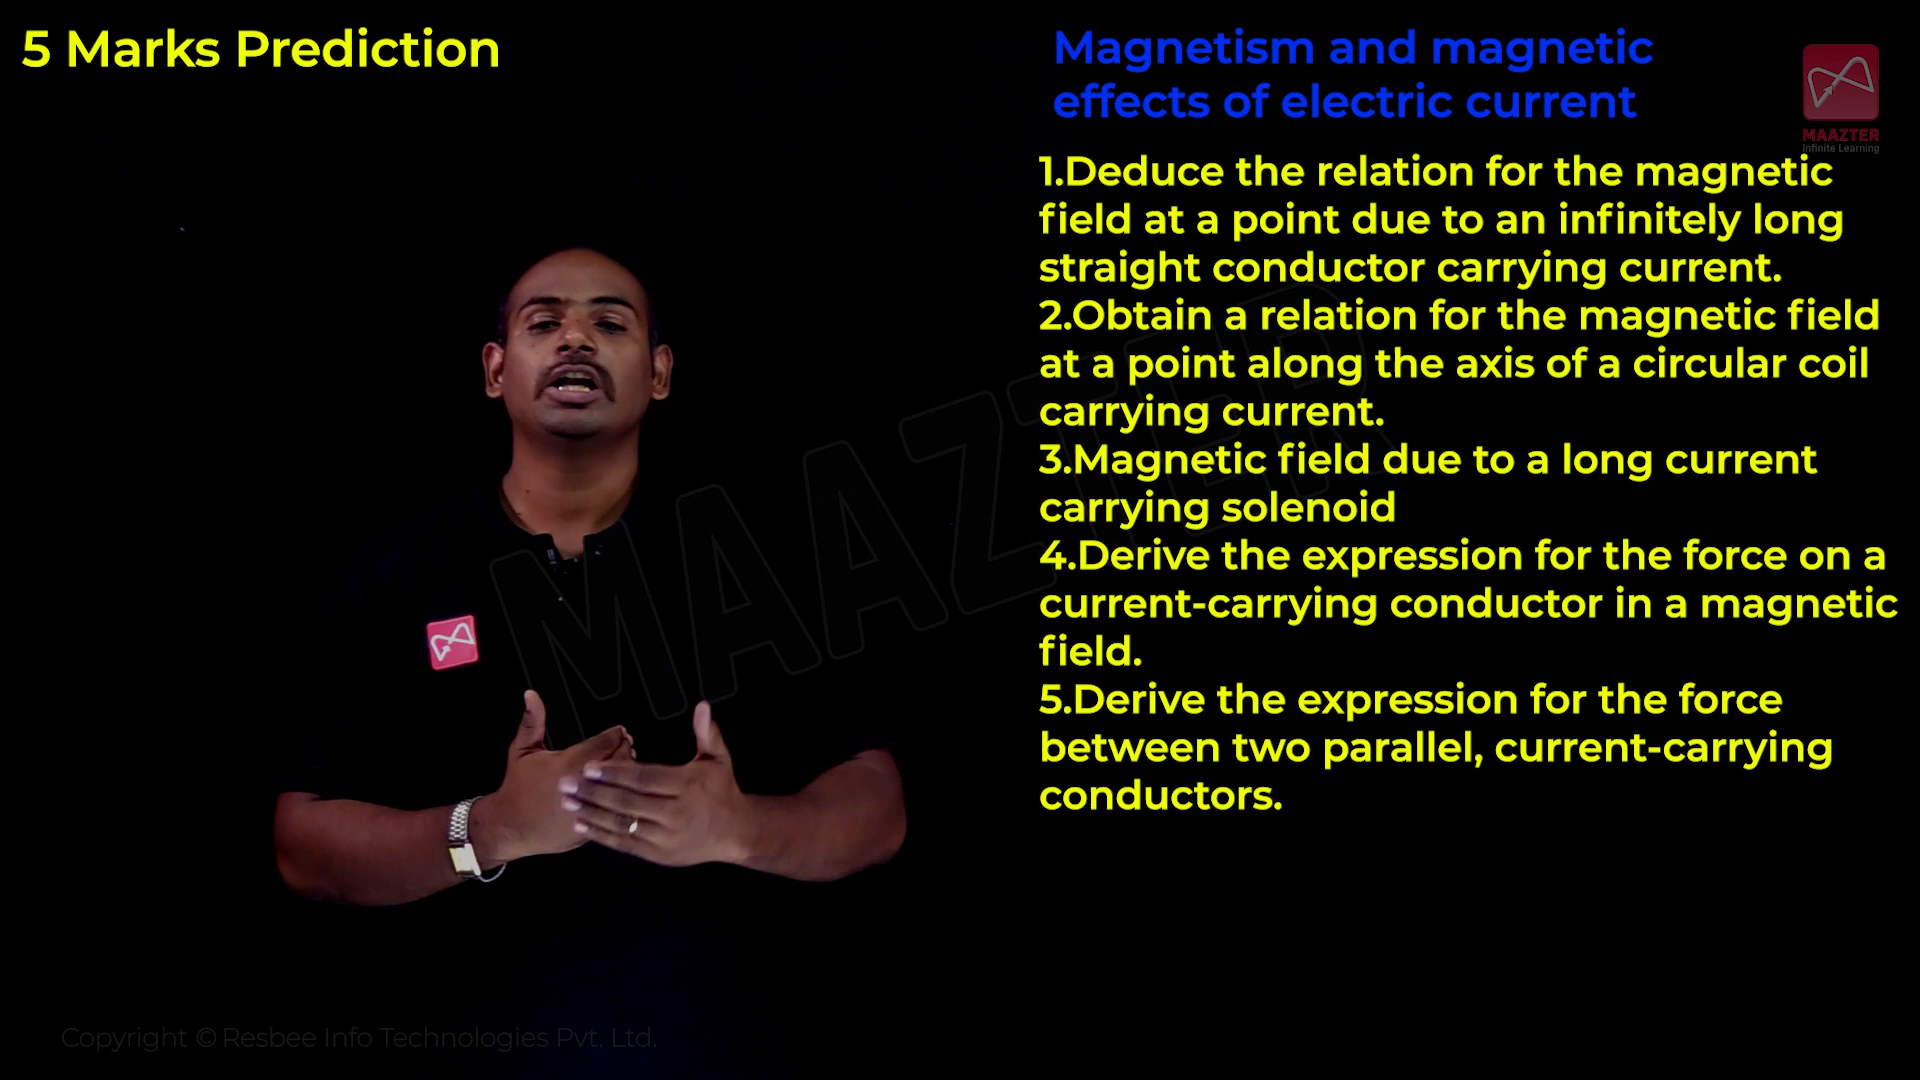 5 Marks Prediction
Magnetism and magnetic
effects of electric current
MAAZTER
Infinite Learning
1.Deduce the relation for the magnetic
field at a point due to an infinitely long
straight conductor carrying current.
2.Obtain a relation for the magnetic field
at a point along the axis of a circular coil
carrying current.
3.Magnetic field due to a long current
carrying solenoid
4.Derive the expression for the force on a
current-carrying conductor in a magnetic
field.
5.Derive the expression for the force
between two parallel, current-carrying
conductors.
MAAZTER
Copyright © Resbee Info Technologies Pvt. Ltd.